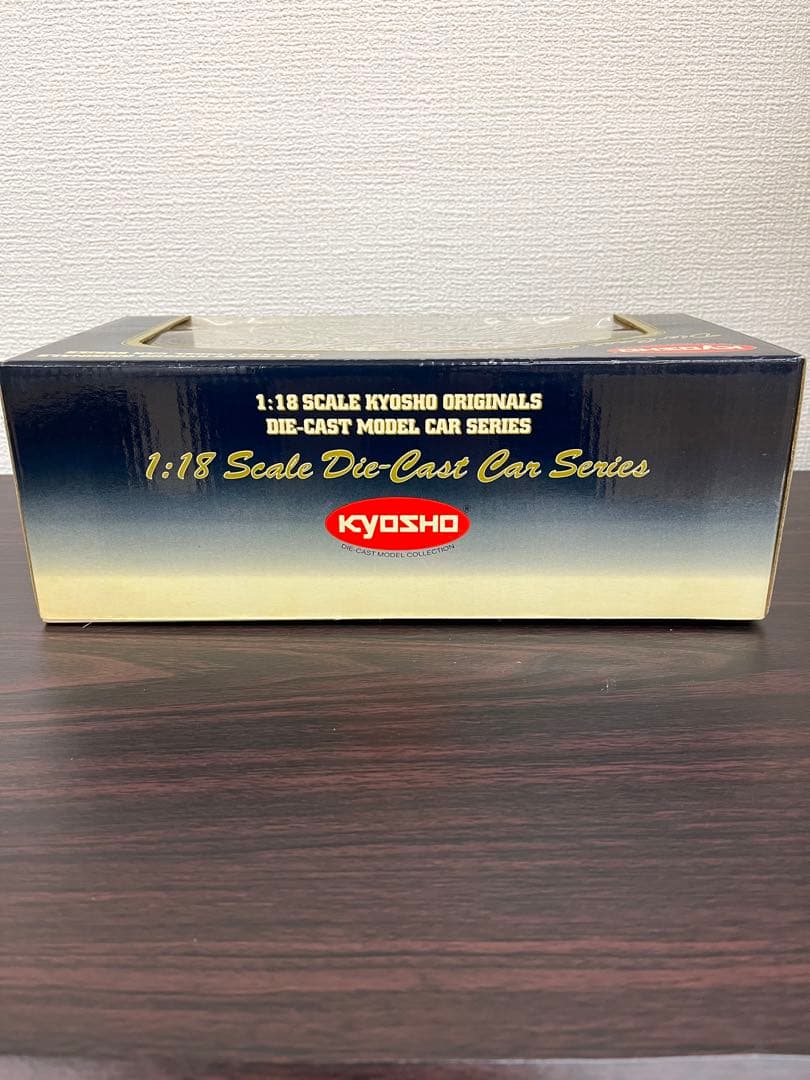 KYOSHO
1:18 SCALE KYOSHO ORIGINALS
DIE-CAST MODEL CAR SERIES
1:18 Scale Die-Cast Car Series
KYOSHO®
DIE-CAST MODEL COLLECTION